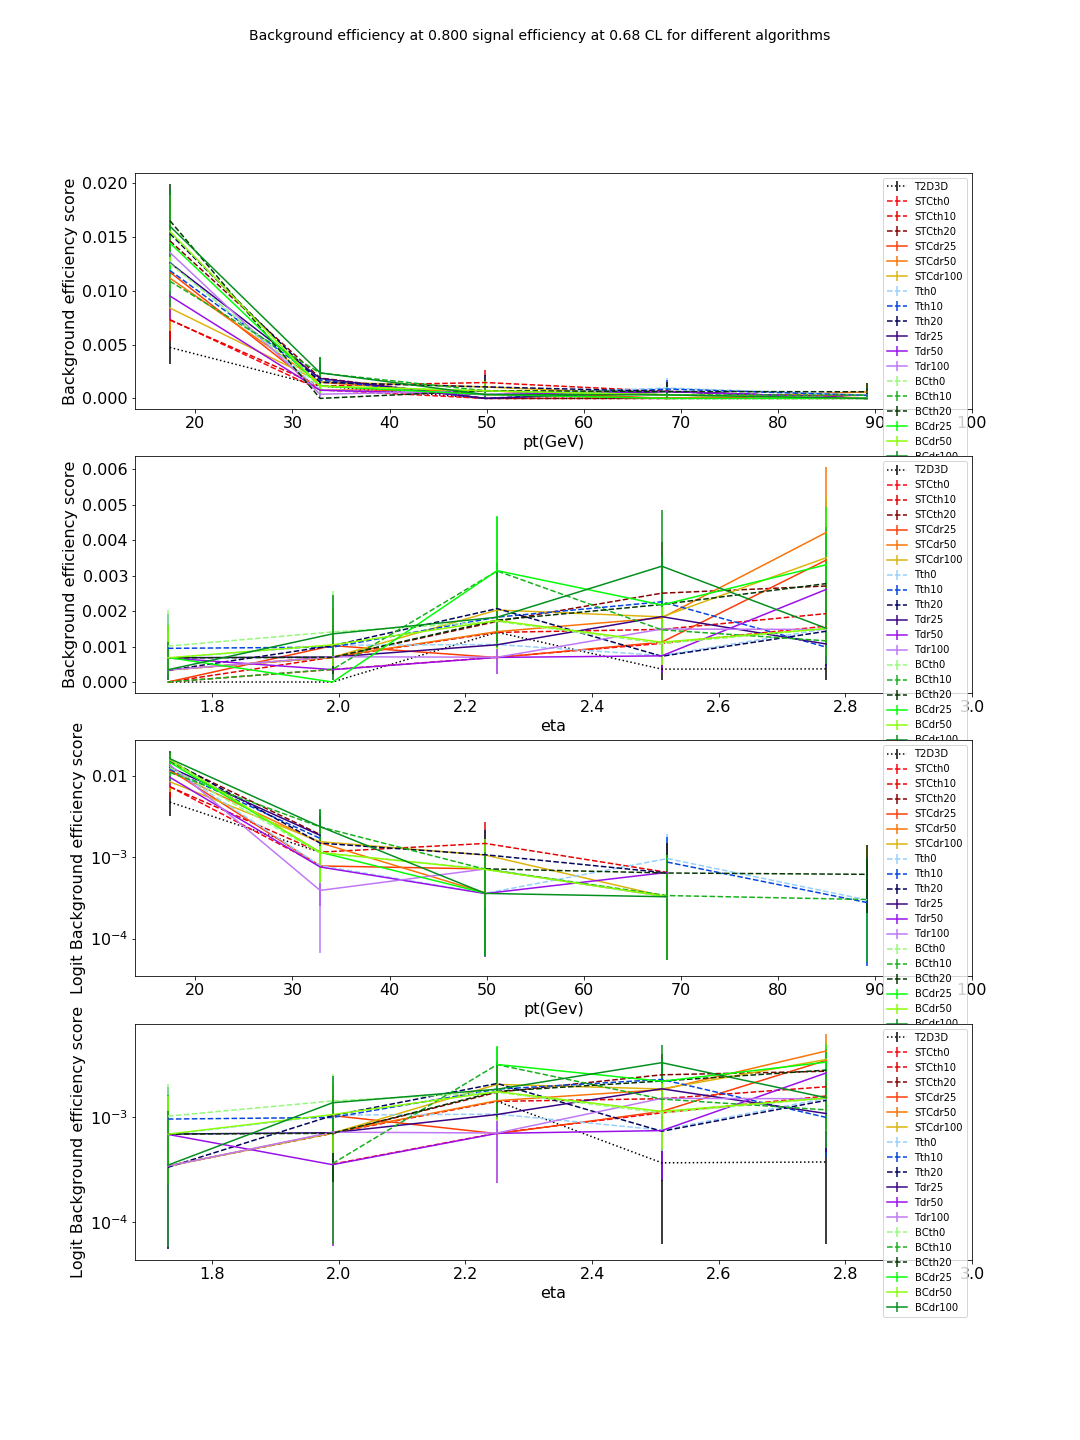 Background efficiency at 0.800 signal efficiency at 0.68 CL for different algorithms
Background efficiency score
0.020
0.015
0.010
0.005
0.000
20 30 40 50 60 70 80 90 100
pt(GeV)
T2D3D
STCth0
STCth10
STCth20
STCdr25
STCdr50
STCdr100
Tth0
Tth10
Tth20
Tdr25
Tdr50
Tdr100
BCth0
BCth10
BCth20
BCdr25
BCdr50
BCdr100
Background efficiency score
0.006
0.005
0.004
0.003
0.002
0.001
0.000
1.8 2.0 2.2 2.4 2.6 2.8 3.0
eta
T2D3D
STCth0
STCth10
STCth20
STCdr25
STCdr50
STCdr100
Tth0
Tth10
Tth20
Tdr25
Tdr50
Tdr100
BCth0
BCth10
BCth20
BCdr25
BCdr50
BCdr100
Logit Background efficiency score
0.01
10⁻³
10⁻⁴
20 30 40 50 60 70 80 90 100
pt(Gev)
T2D3D
STCth0
STCth10
STCth20
STCdr25
STCdr50
STCdr100
Tth0
Tth10
Tth20
Tdr25
Tdr50
Tdr100
BCth0
BCth10
BCth20
BCdr25
BCdr50
BCdr100
Logit Background efficiency score
10⁻³
10⁻⁴
1.8 2.0 2.2 2.4 2.6 2.8 3.0
eta
T2D3D
STCth0
STCth10
STCth20
STCdr25
STCdr50
STCdr100
Tth0
Tth10
Tth20
Tdr25
Tdr50
Tdr100
BCth0
BCth10
BCth20
BCdr25
BCdr50
BCdr100